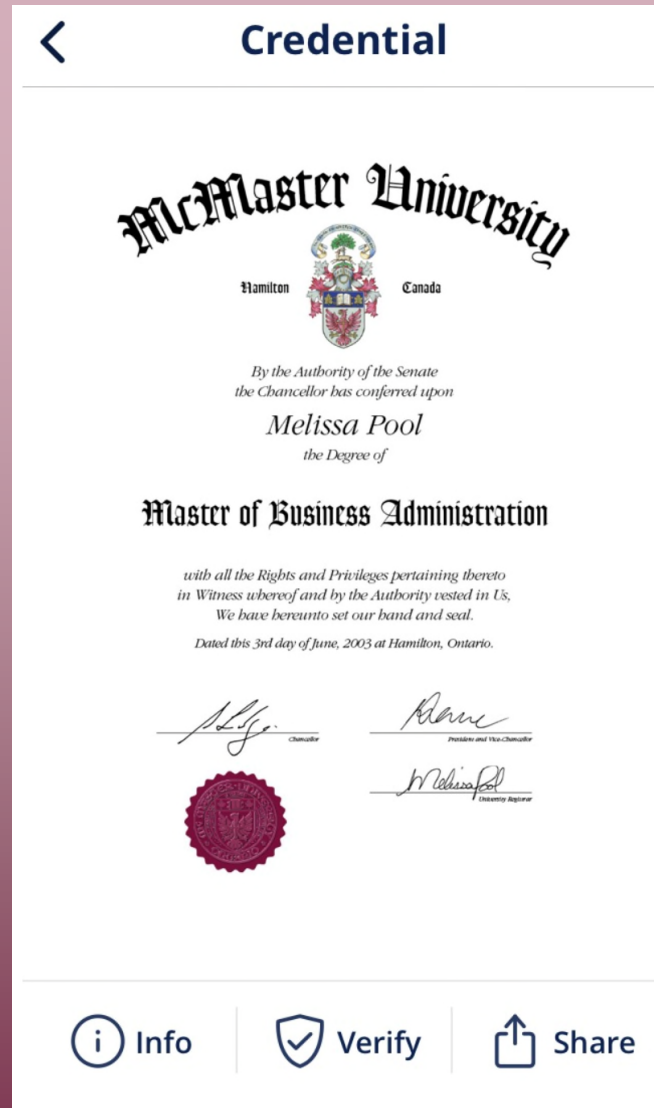 Credential
McMaster University
Hamilton Canada
By the Authority of the Senate
the Chancellor has conferred upon
Melissa Pool
the Degree of
Master of Business Administration
with all the Rights and Privileges pertaining thereto
in Witness whereof and by the Authority vested in Us,
We have hereunto set our hand and seal.
Dated this 3rd day of June, 2003 at Hamilton, Ontario.
Chancellor
President and Vice-Chancellor
Melissa Pool
University Registrar
Info Verify Share